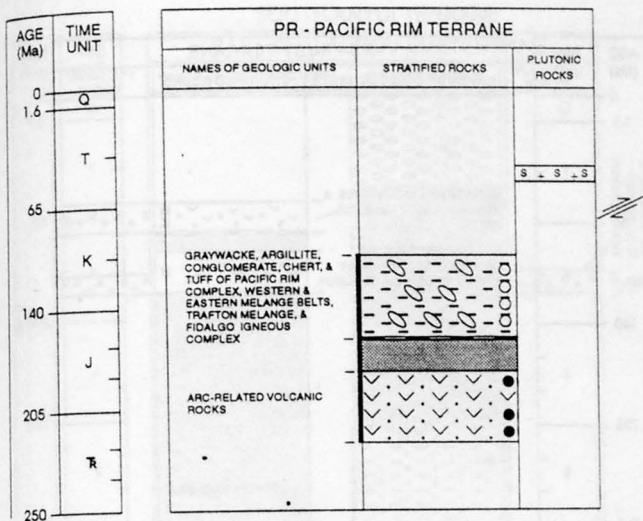 AGE
(Ma)
TIME
UNIT
PR - PACIFIC RIM TERRANE
NAMES OF GEOLOGIC UNITS
STRATIFIED ROCKS
PLUTONIC
ROCKS
0
Q
1.6
T
S + S + S
65
K
GRAYWACKE, ARGILLITE,
CONGLOMERATE, CHERT, &
TUFF OF PACIFIC RIM
COMPLEX, WESTERN &
EASTERN MELANGE BELTS,
TRAFTON MELANGE, &
FIDALGO IGNEOUS
COMPLEX
140
J
ARC-RELATED VOLCANIC
ROCKS
205
TR
250